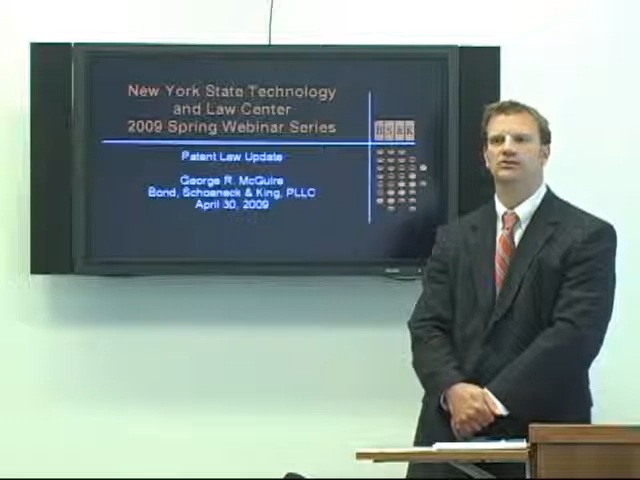 New York State Technology
and Law Center
2009 Spring Webinar Series
BS&K
Patent Law Update
George R. McGuire
Bond, Schoeneck & King, PLLC
April 30, 2009